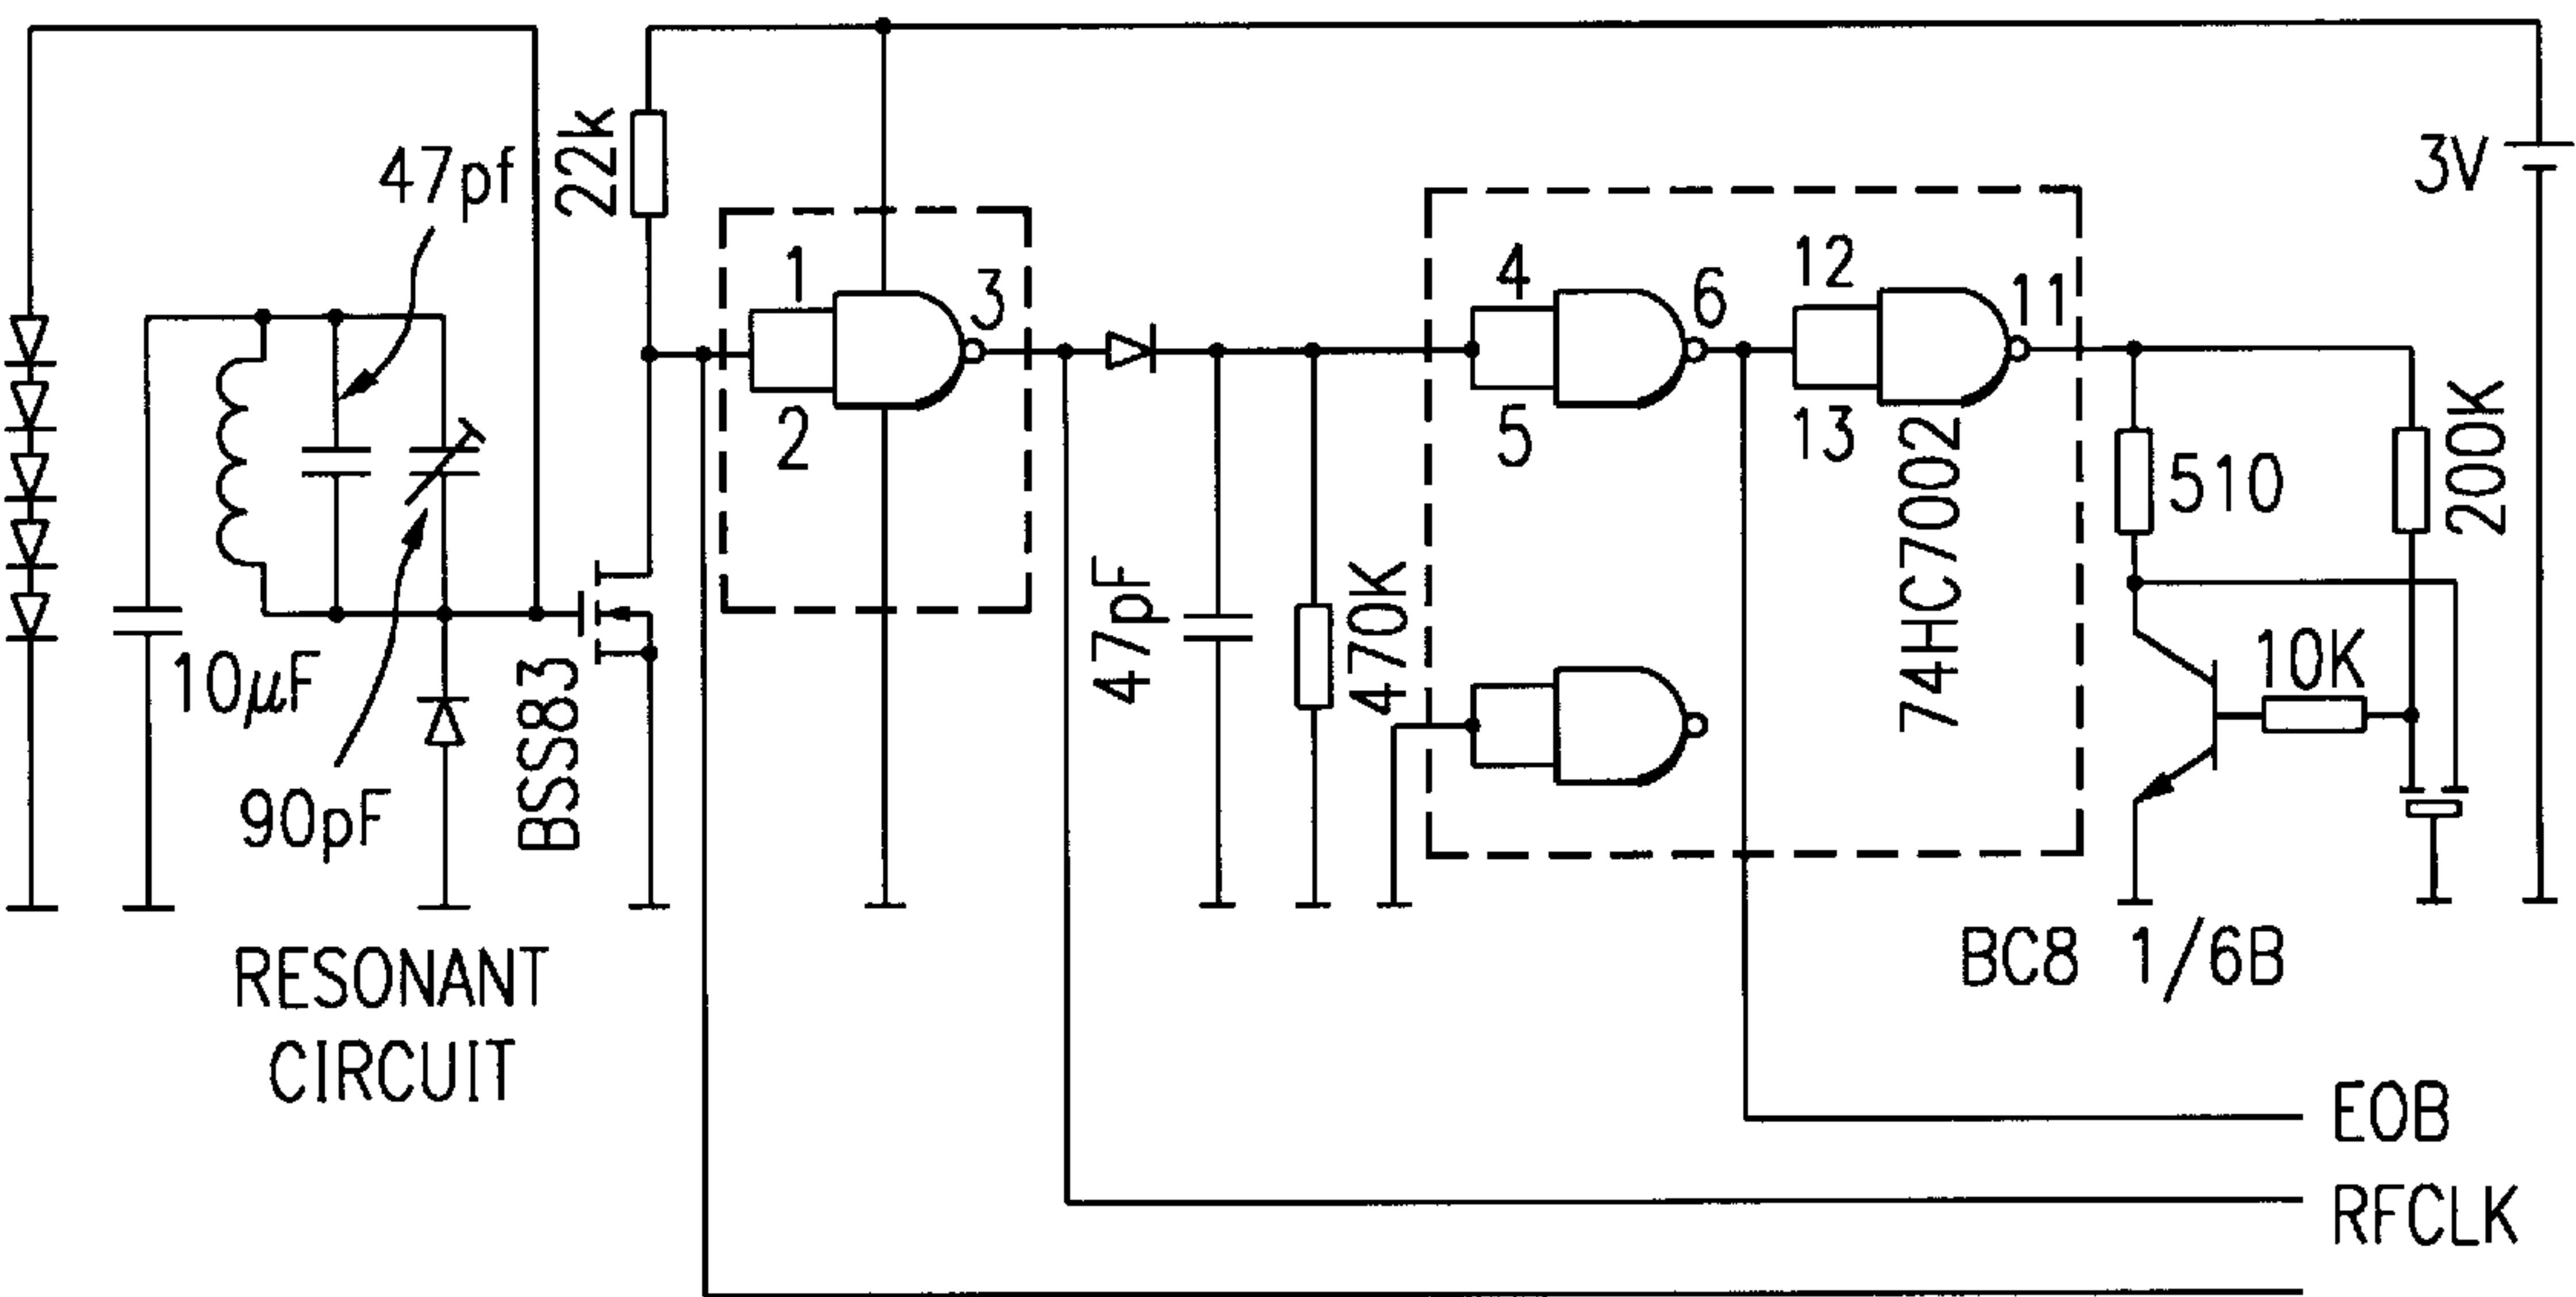 47pf
22k
3V
1
3
4
6
12
11
2
5
13
510
200K
47pF
470K
74HC7002
10µF
BSS83
10K
90pF
RESONANT
CIRCUIT
BC8 1/6B
EOB
RFCLK